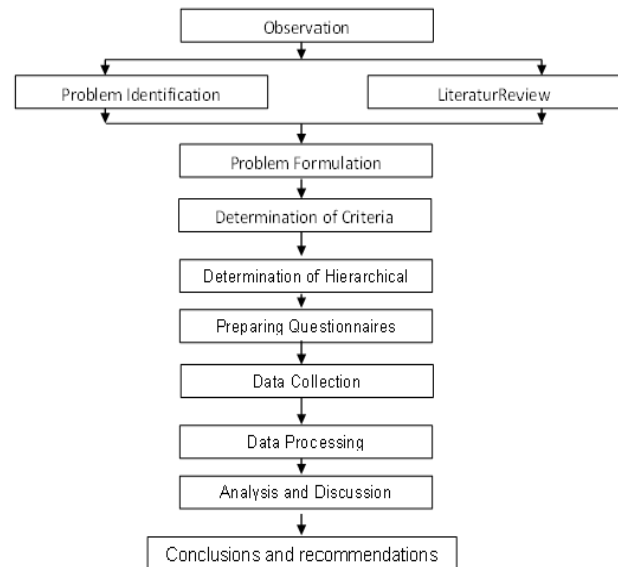 Observation
Problem Identification
LiteraturReview
Problem Formulation
Determination of Criteria
Determination of Hierarchical
Preparing Questionnaires
Data Collection
Data Processing
Analysis and Discussion
Conclusions and recommendations